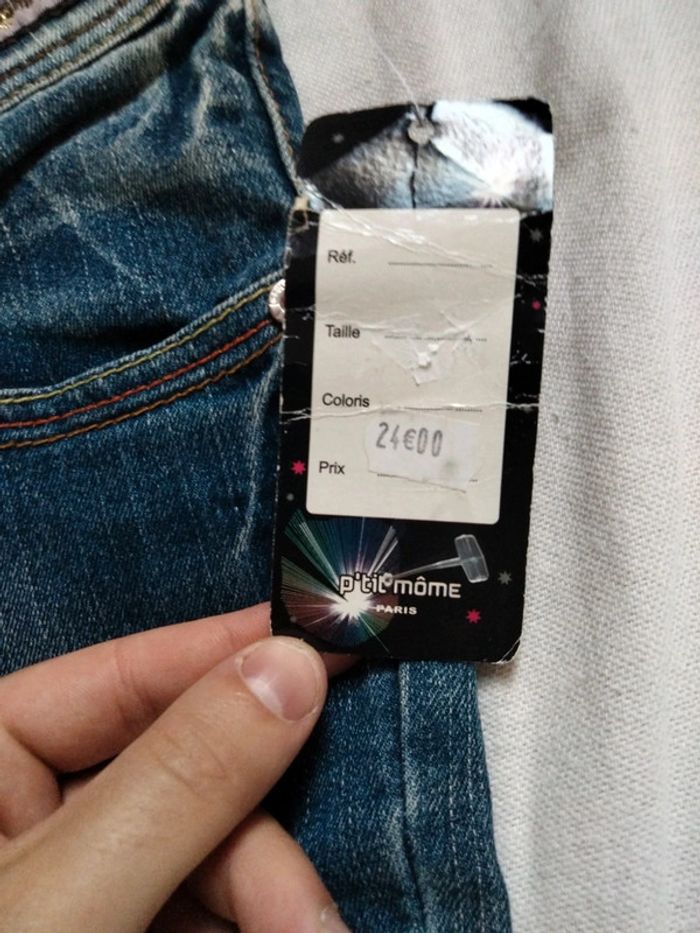 Réf.
Taille
Coloris
24€00
Prix
p'tit môme
PARIS